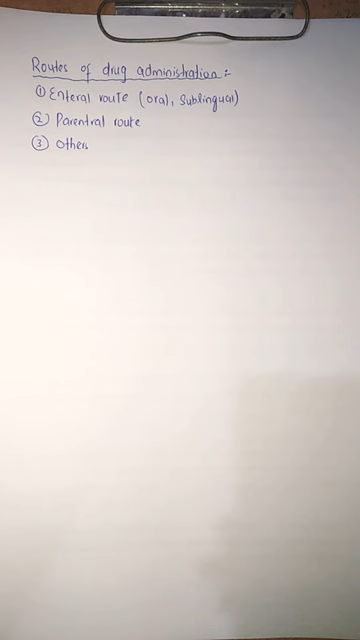 Routes of drug administration :-
① Enteral route (oral, sublingual)
② Parentral route
③ Others